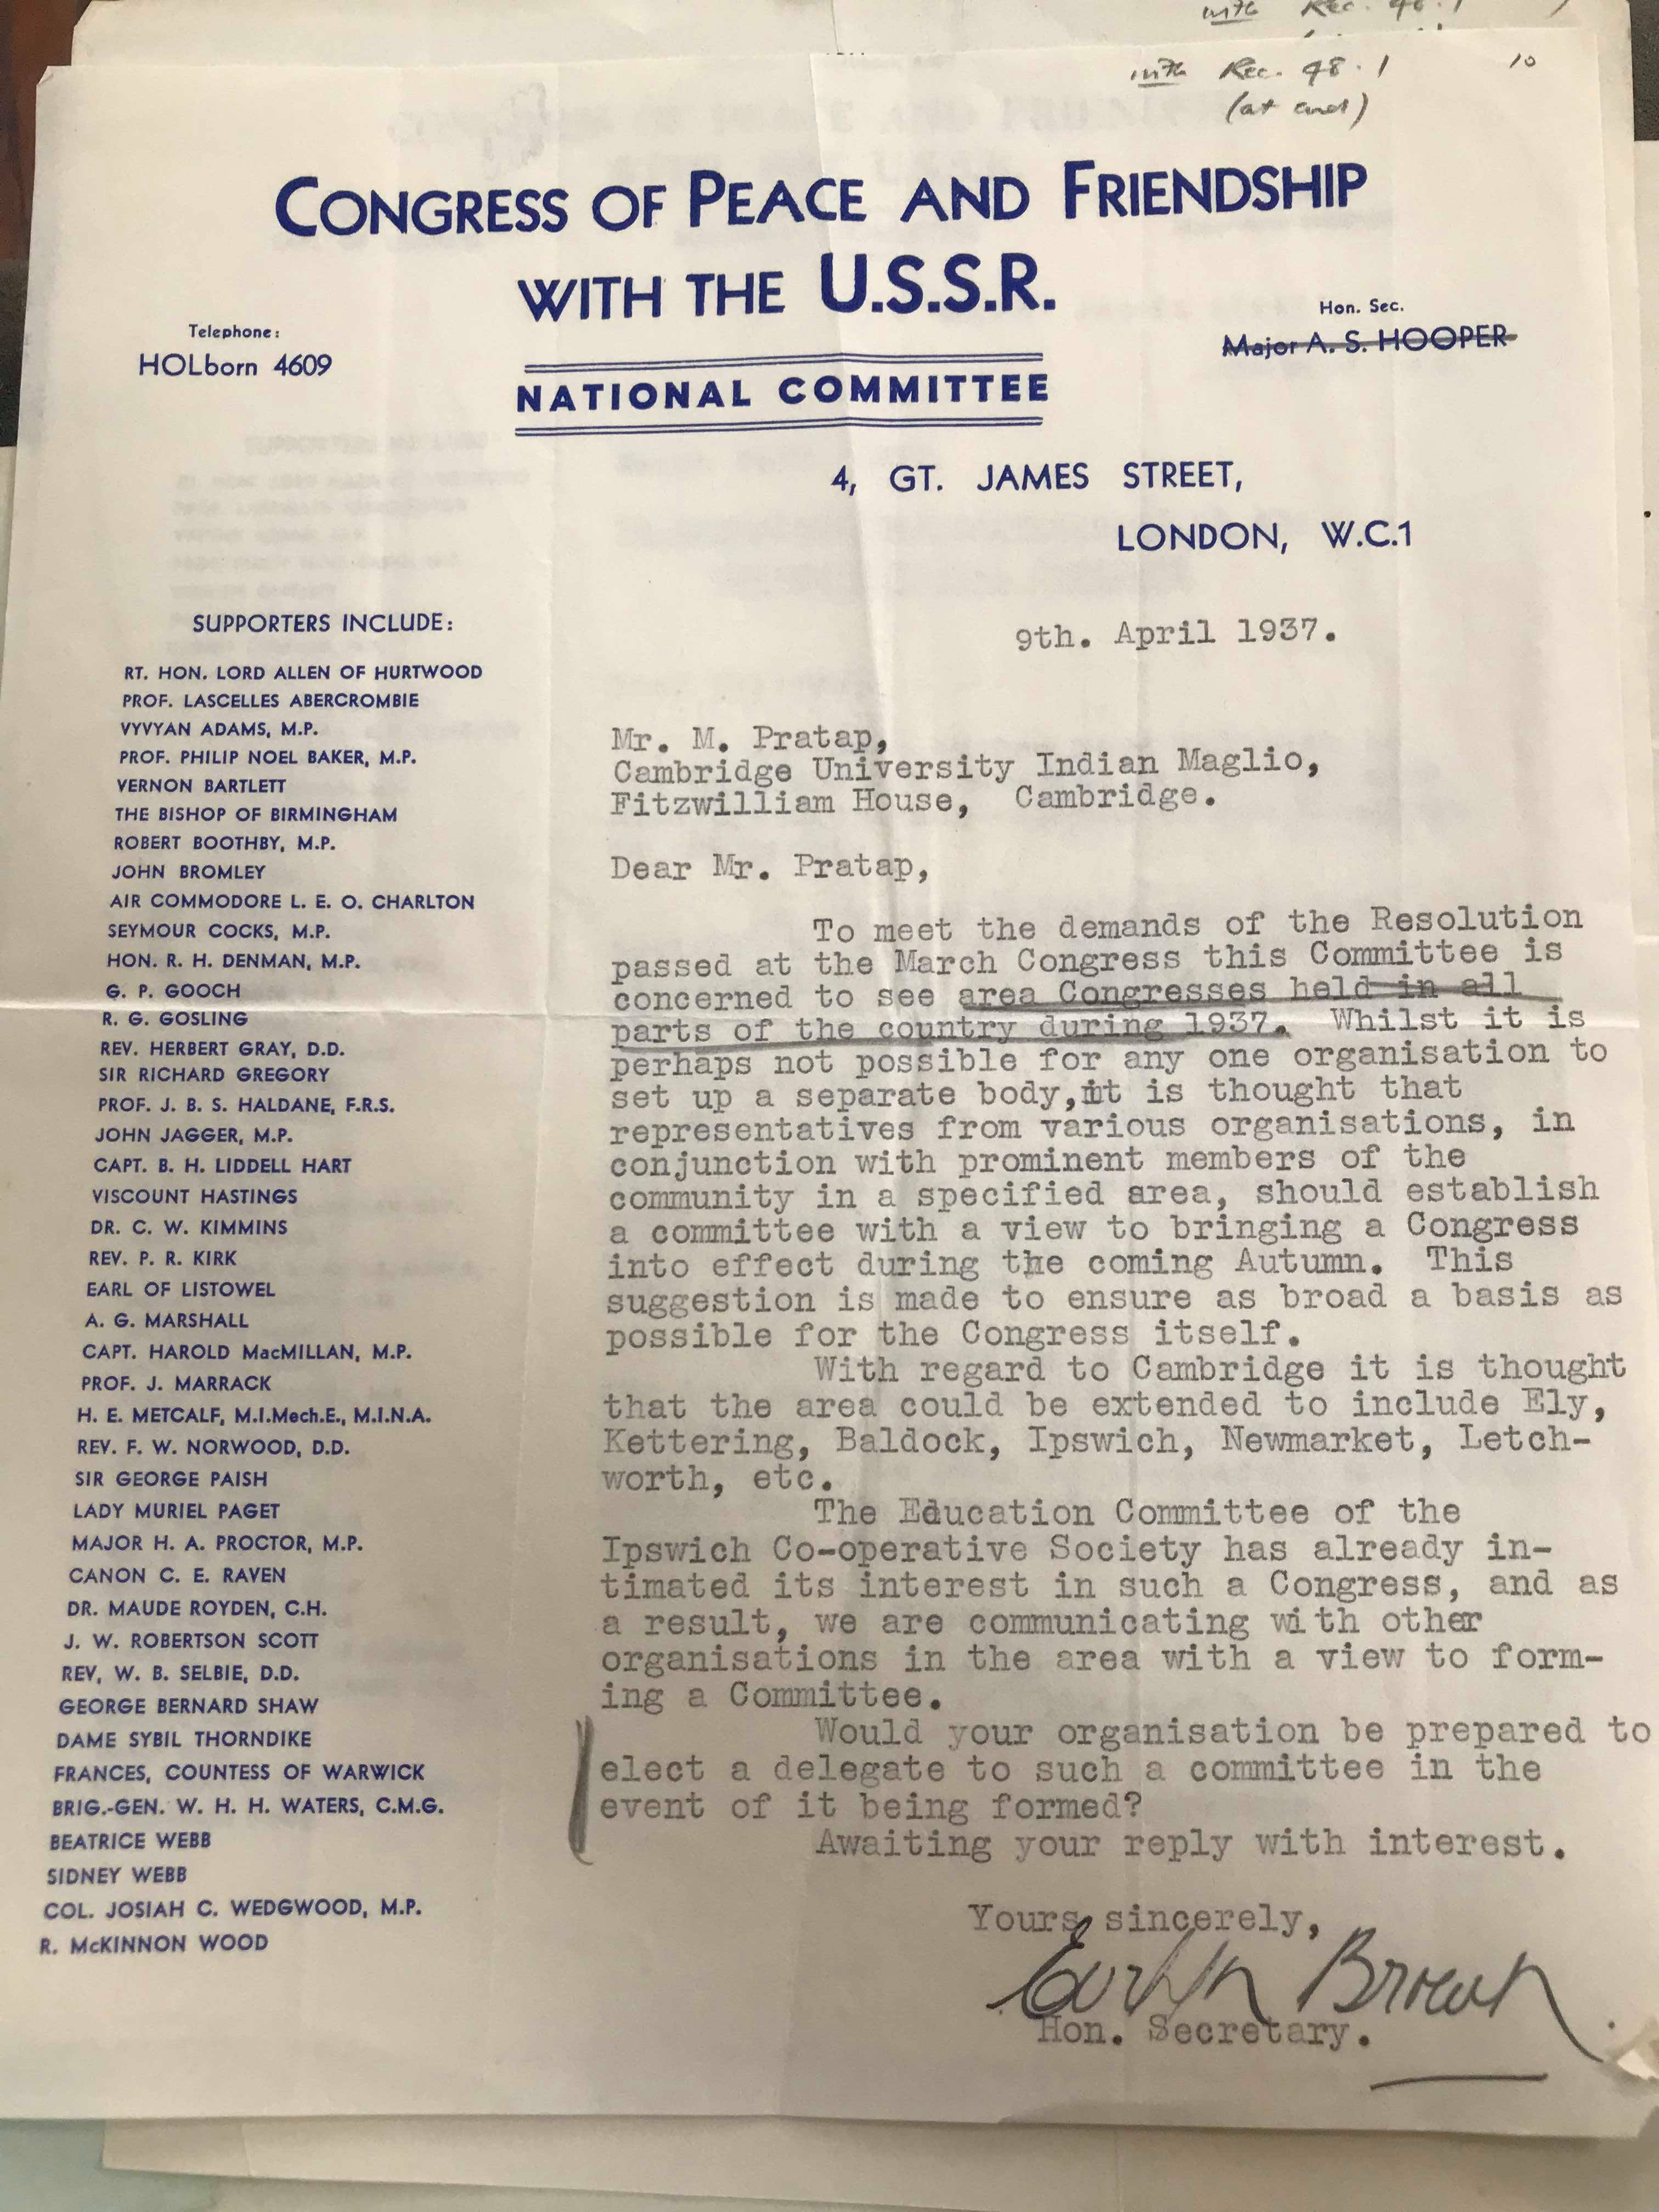 with Rec. 48.1
with Rec. 48.1 10
(at end)
CONGRESS OF PEACE AND FRIENDSHIP
WITH THE U.S.S.R.
Telephone:
HOLborn 4609
Hon. Sec.
Major A. S. HOOPER
NATIONAL COMMITTEE
4, GT. JAMES STREET,
LONDON, W.C.1
SUPPORTERS INCLUDE:
RT. HON. LORD ALLEN OF HURTWOOD
PROF. LASCELLES ABERCROMBIE
VYVYAN ADAMS, M.P.
PROF. PHILIP NOEL BAKER, M.P.
VERNON BARTLETT
THE BISHOP OF BIRMINGHAM
ROBERT BOOTHBY, M.P.
JOHN BROMLEY
AIR COMMODORE L. E. O. CHARLTON
SEYMOUR COCKS, M.P.
HON. R. H. DENMAN, M.P.
G. P. GOOCH
R. G. GOSLING
REV. HERBERT GRAY, D.D.
SIR RICHARD GREGORY
PROF. J. B. S. HALDANE, F.R.S.
JOHN JAGGER, M.P.
CAPT. B. H. LIDDELL HART
VISCOUNT HASTINGS
DR. C. W. KIMMINS
REV. P. R. KIRK
EARL OF LISTOWEL
A. G. MARSHALL
CAPT. HAROLD MacMILLAN, M.P.
PROF. J. MARRACK
H. E. METCALF, M.I.Mech.E., M.I.N.A.
REV. F. W. NORWOOD, D.D.
SIR GEORGE PAISH
LADY MURIEL PAGET
MAJOR H. A. PROCTOR, M.P.
CANON C. E. RAVEN
DR. MAUDE ROYDEN, C.H.
J. W. ROBERTSON SCOTT
REV, W. B. SELBIE, D.D.
GEORGE BERNARD SHAW
DAME SYBIL THORNDIKE
FRANCES, COUNTESS OF WARWICK
BRIG.-GEN. W. H. H. WATERS, C.M.G.
BEATRICE WEBB
SIDNEY WEBB
COL. JOSIAH C. WEDGWOOD, M.P.
R. McKINNON WOOD
9th. April 1937.
Mr. M. Pratap,
Cambridge University Indian Maglio,
Fitzwilliam House, Cambridge.
Dear Mr. Pratap,
To meet the demands of the Resolution
passed at the March Congress this Committee is
concerned to see area Congresses held in all
parts of the country during 1937. Whilst it is
perhaps not possible for any one organisation to
set up a separate body, it is thought that
representatives from various organisations, in
conjunction with prominent members of the
community in a specified area, should establish
a committee with a view to bringing a Congress
into effect during the coming Autumn. This
suggestion is made to ensure as broad a basis as
possible for the Congress itself.
With regard to Cambridge it is thought
that the area could be extended to include Ely,
Kettering, Baldock, Ipswich, Newmarket, Letch-
worth, etc.
The Education Committee of the
Ipswich Co-operative Society has already in-
timated its interest in such a Congress, and as
a result, we are communicating with other
organisations in the area with a view to form-
ing a Committee.
Would your organisation be prepared to
elect a delegate to such a committee in the
event of it being formed?
Awaiting your reply with interest.
Yours sincerely,
Evelyn Brown
Hon. Secretary.